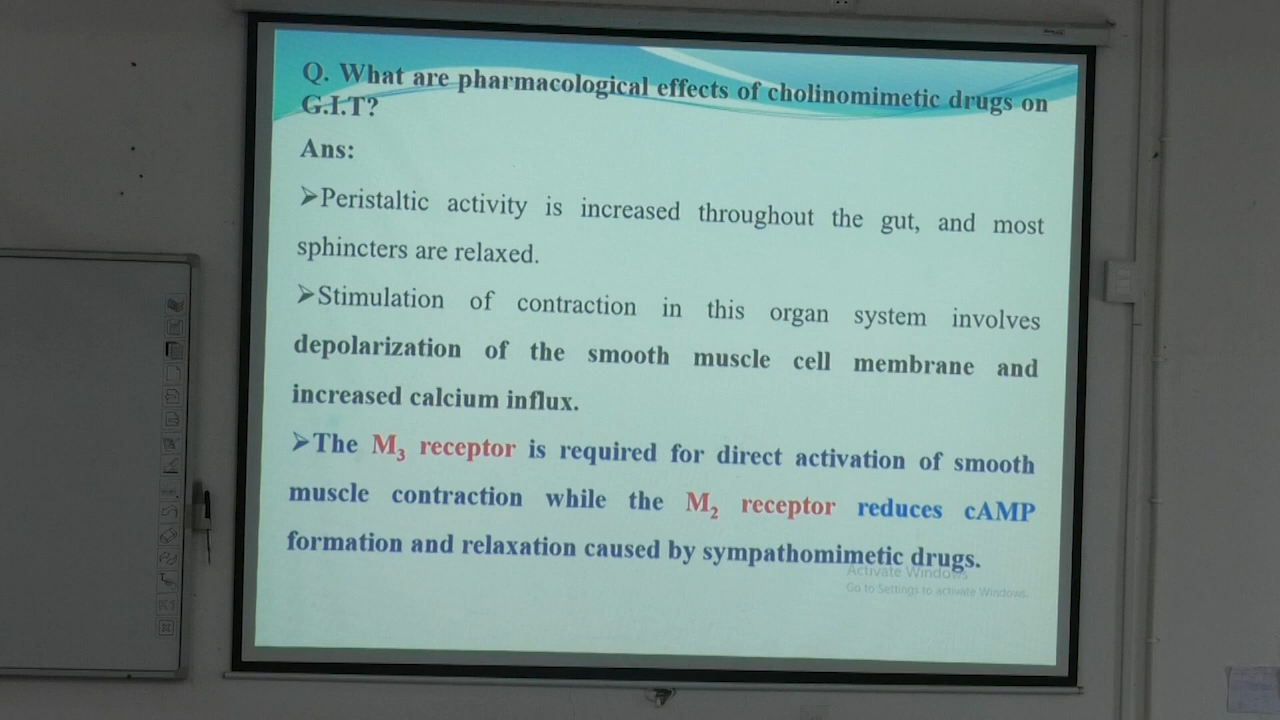 Q. What are pharmacological effects of cholinomimetic drugs on
G.I.T?
Ans:
➢Peristaltic activity is increased throughout the gut, and most
sphincters are relaxed.
➢Stimulation of contraction in this organ system involves
depolarization of the smooth muscle cell membrane and
increased calcium influx.
➢The M₃ receptor is required for direct activation of smooth
muscle contraction while the M₂ receptor reduces cAMP
formation and relaxation caused by sympathomimetic drugs.
Activate Windows
Go to Settings to activate Windows.